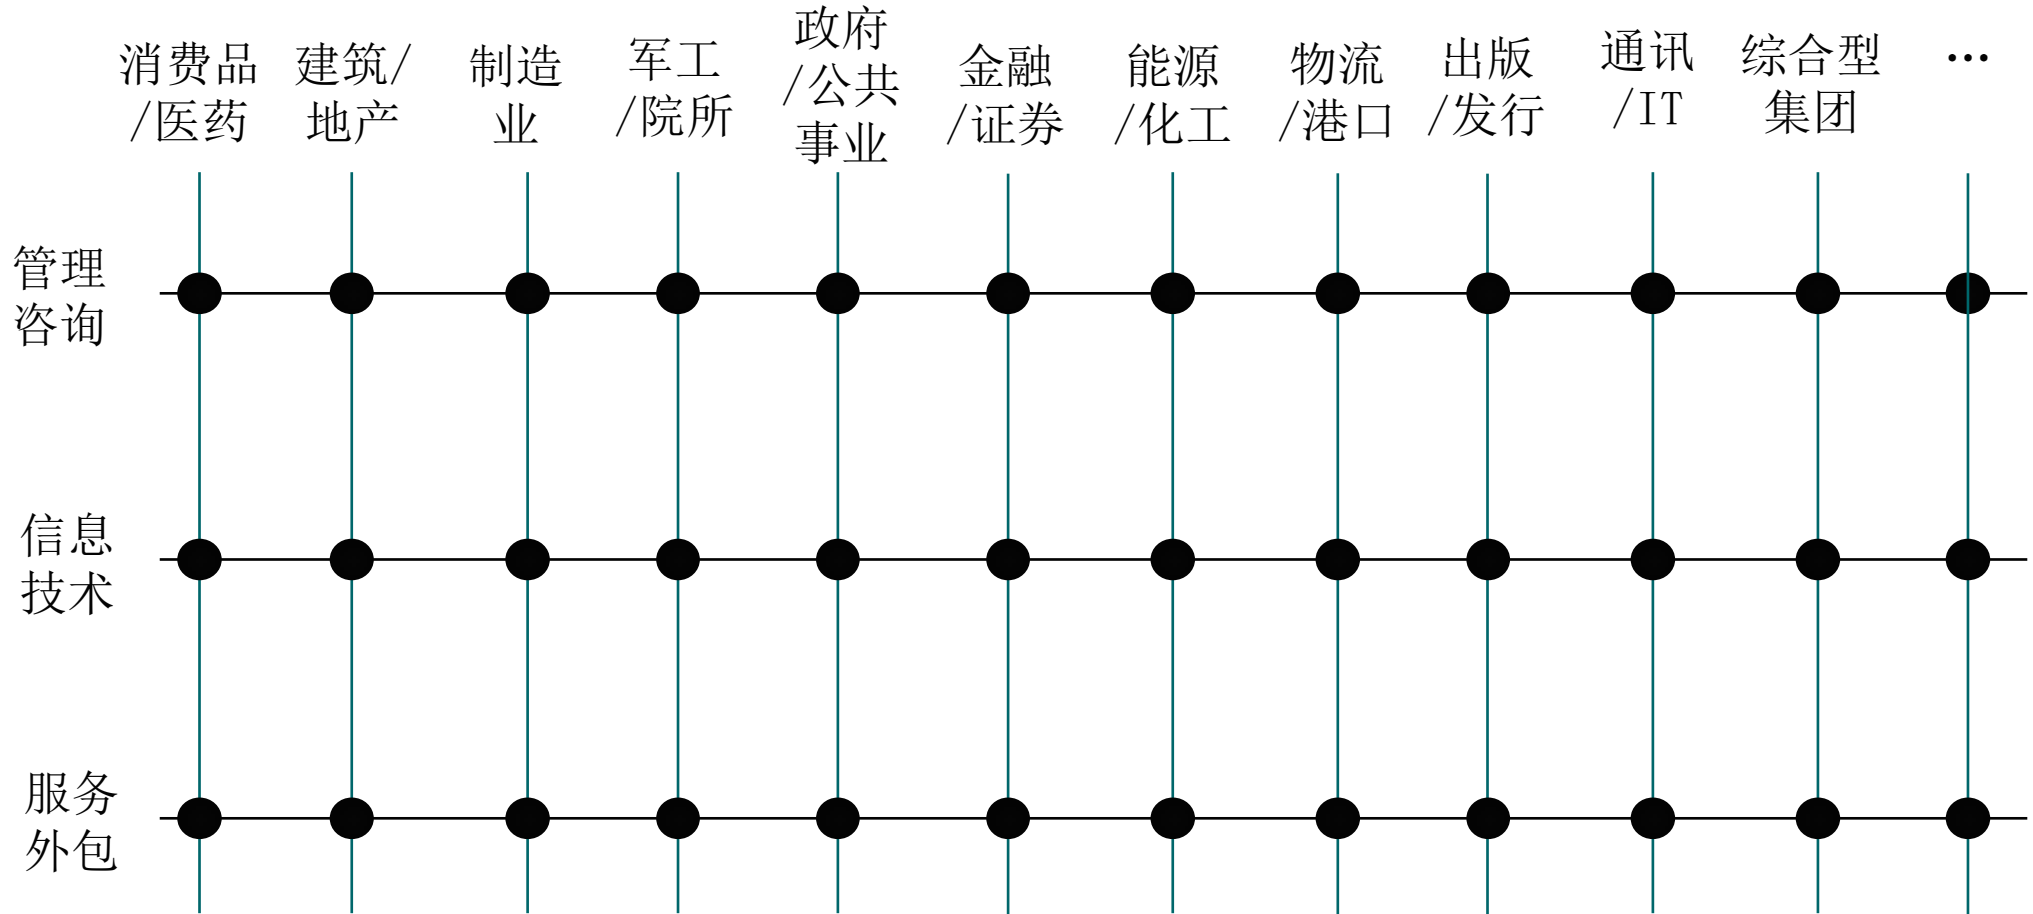 消费品
/医药
建筑/
地产
制造
业
军工
/院所
政府
/公共
事业
金融
/证券
能源
/化工
物流
/港口
出版
/发行
通讯
/IT
综合型
集团
…
管理
咨询
信息
技术
服务
外包